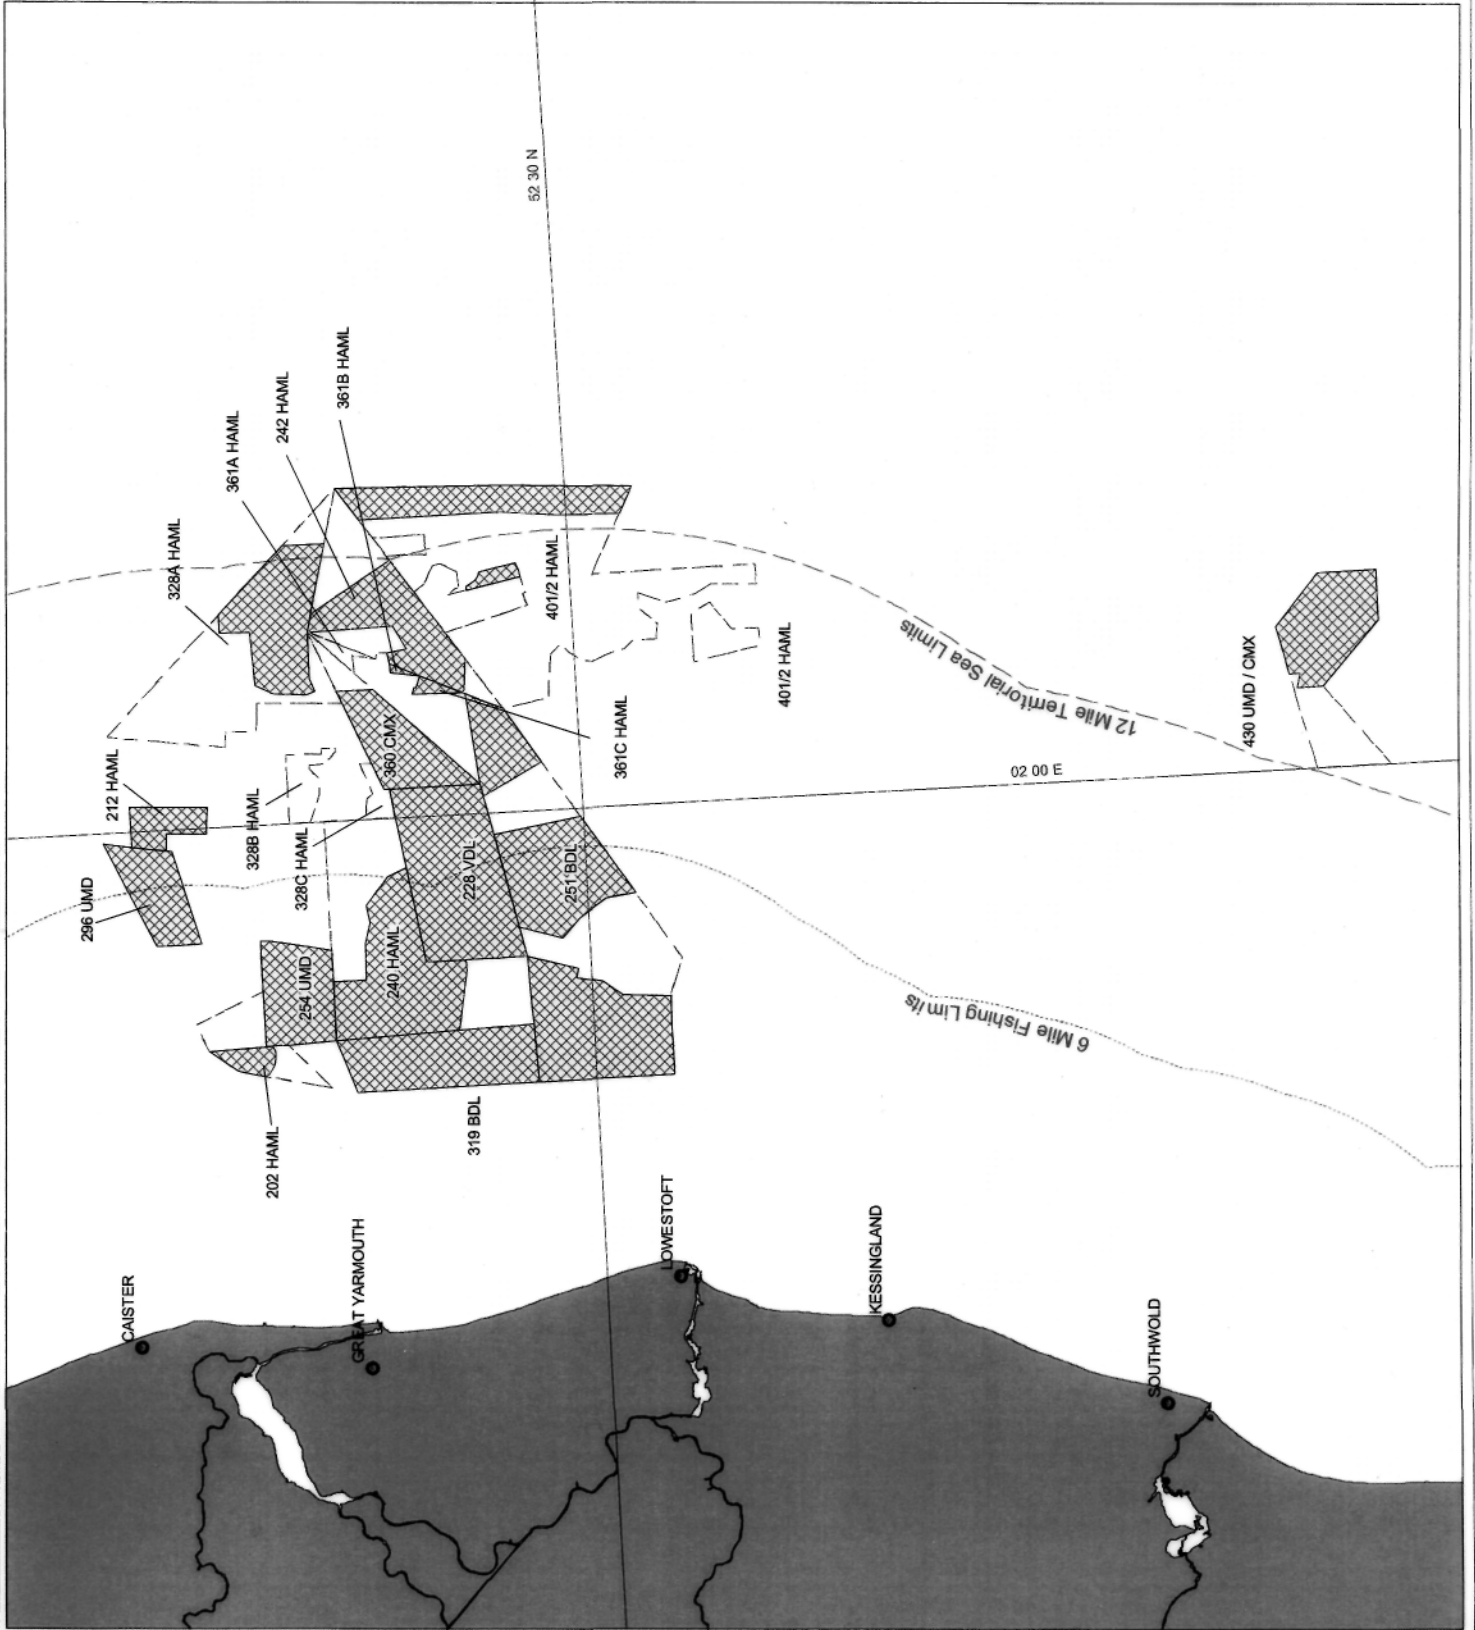 52 30 N
361B HAML
242 HAML
361A HAML
328A HAML
401/2 HAML
401/2 HAML
12 Mile Territorial Sea Limits
430 UMD / CMX
360 CMX
361C HAML
02 00 E
212 HAML
328B HAML
328C HAML
296 UMD
228 VDL
251 BDL
254 UMD
240 HAML
6 Mile Fishing Limits
319 BDL
202 HAML
CAISTER
GREAT YARMOUTH
LOWESTOFT
KESSINGLAND
SOUTHWOLD